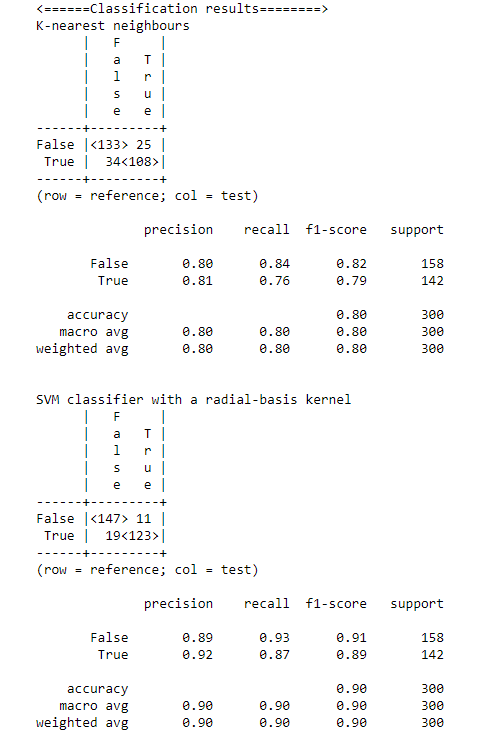 <======Classification results========>
K-nearest neighbours
      |   F     |
      |   a   T |
      |   l   r |
      |   s   u |
      |   e   e |
------+---------+
False |<133> 25 |
 True |  34<108>|
------+---------+
(row = reference; col = test)

              precision    recall  f1-score   support

       False       0.80      0.84      0.82       158
        True       0.81      0.76      0.79       142

    accuracy                           0.80       300
   macro avg       0.80      0.80      0.80       300
weighted avg       0.80      0.80      0.80       300


SVM classifier with a radial-basis kernel
      |   F     |
      |   a   T |
      |   l   r |
      |   s   u |
      |   e   e |
------+---------+
False |<147> 11 |
 True |  19<123>|
------+---------+
(row = reference; col = test)

              precision    recall  f1-score   support

       False       0.89      0.93      0.91       158
        True       0.92      0.87      0.89       142

    accuracy                           0.90       300
   macro avg       0.90      0.90      0.90       300
weighted avg       0.90      0.90      0.90       300